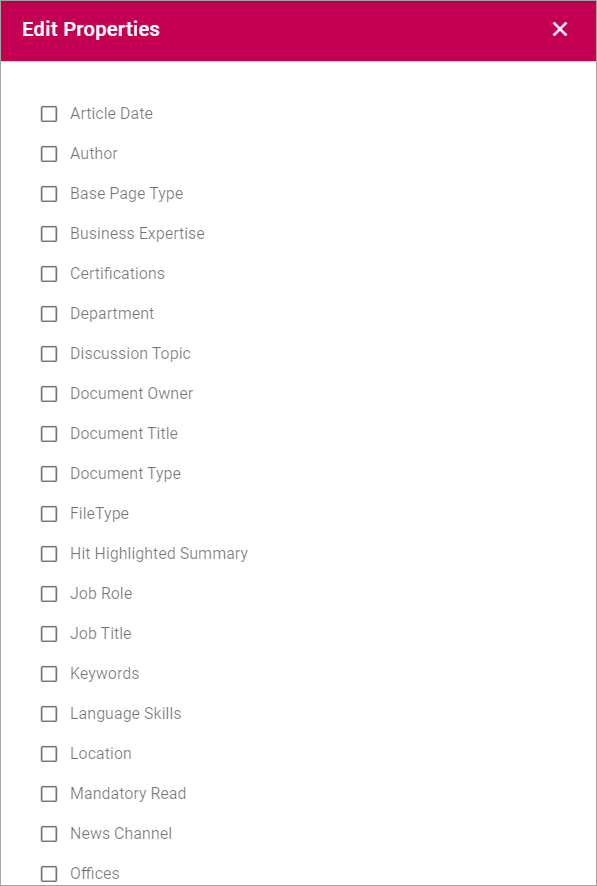 Edit Properties
Article Date
Author
Base Page Type
Business Expertise
Certifications
Department
Discussion Topic
Document Owner
Document Title
Document Type
FileType
Hit Highlighted Summary
Job Role
Job Title
Keywords
Language Skills
Location
Mandatory Read
News Channel
Offices